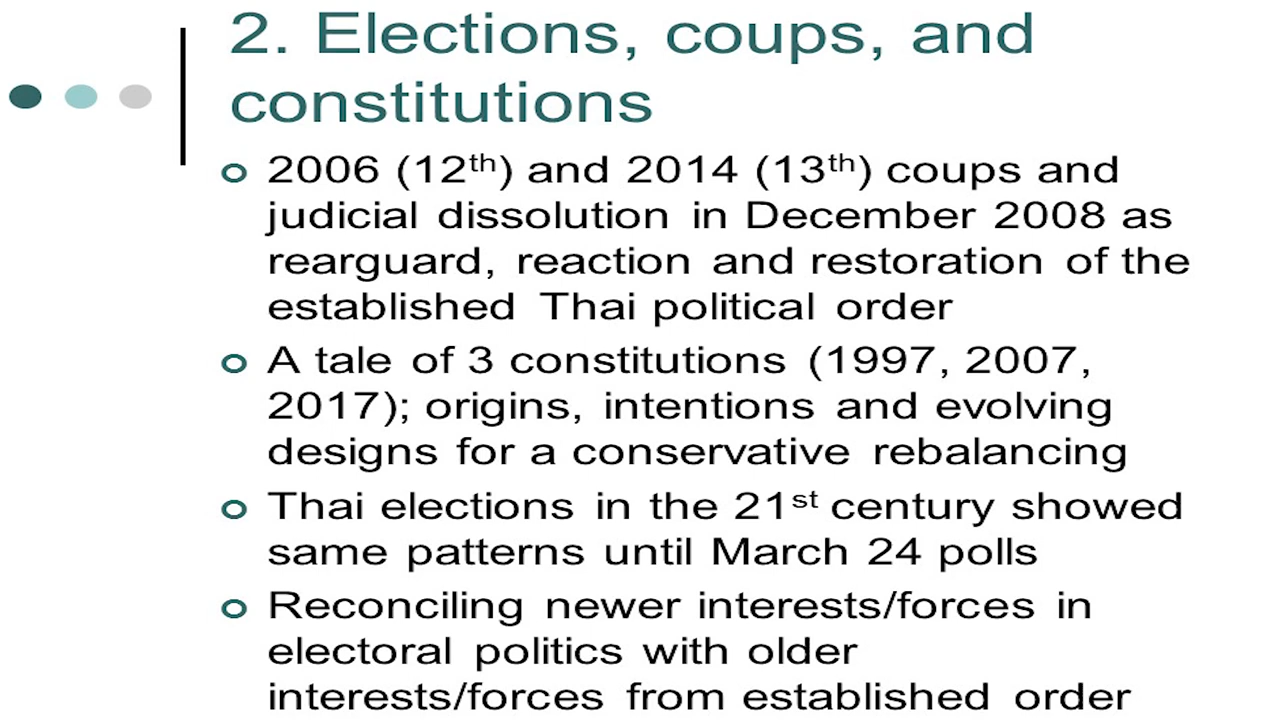 2. Elections, coups, and
constitutions
2006 (12th) and 2014 (13th) coups and
judicial dissolution in December 2008 as
rearguard, reaction and restoration of the
established Thai political order
A tale of 3 constitutions (1997, 2007,
2017); origins, intentions and evolving
designs for a conservative rebalancing
Thai elections in the 21st century showed
same patterns until March 24 polls
Reconciling newer interests/forces in
electoral politics with older
interests/forces from established order